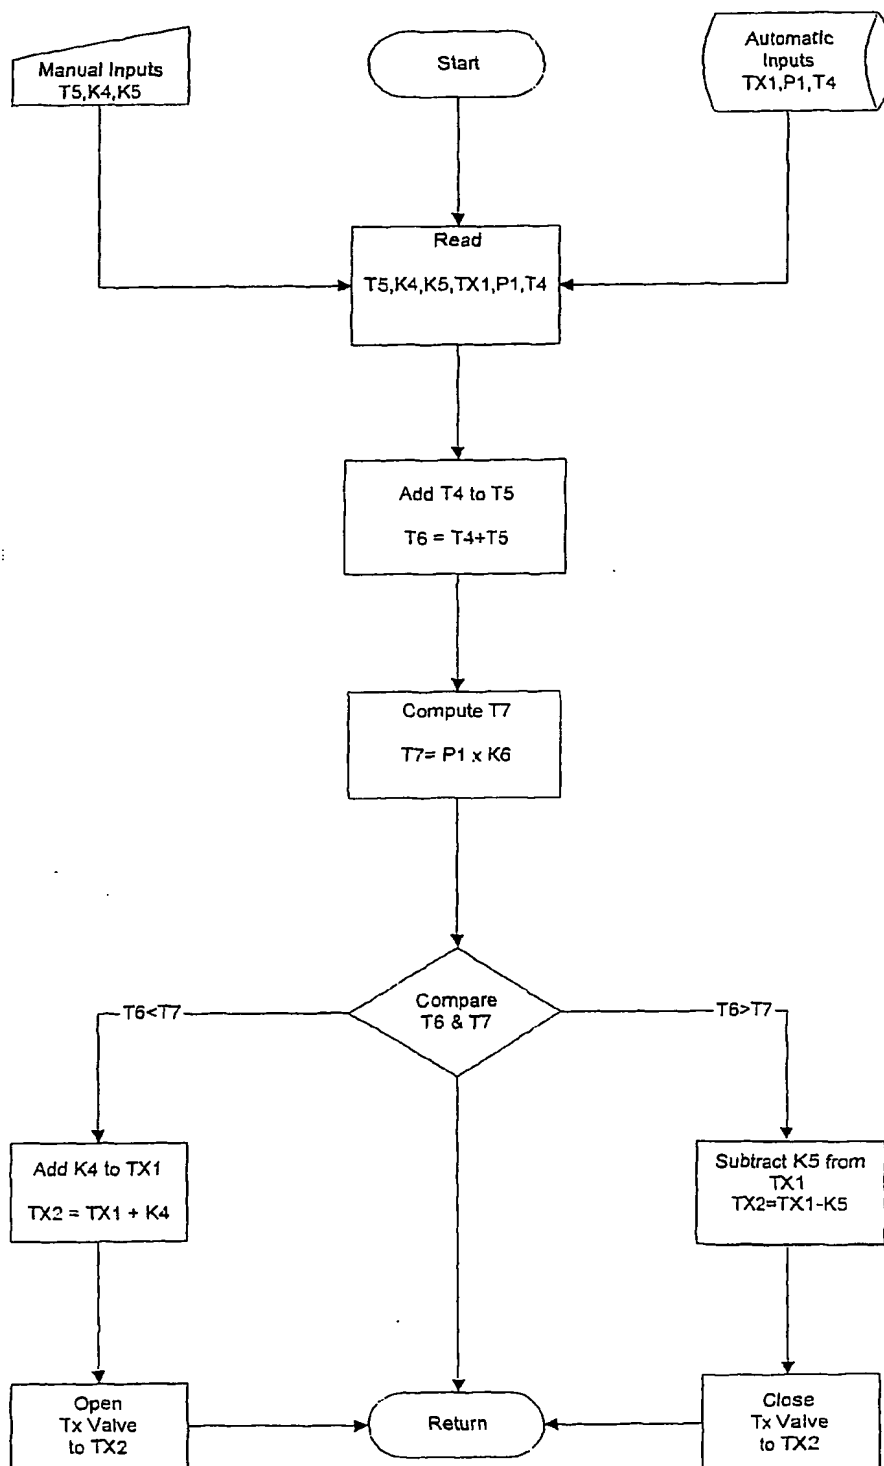 Manual Inputs
T5,K4,K5
Start
Automatic
Inputs
TX1,P1,T4
Read
T5,K4,K5,TX1,P1,T4
Add T4 to T5
T6 = T4+T5
Compute T7
T7= P1 x K6
Compare
T6 & T7
T6<T7
T6>T7
Add K4 to TX1
TX2 = TX1 + K4
Subtract K5 from
TX1
TX2=TX1-K5
Open
Tx Valve
to TX2
Return
Close
Tx Valve
to TX2